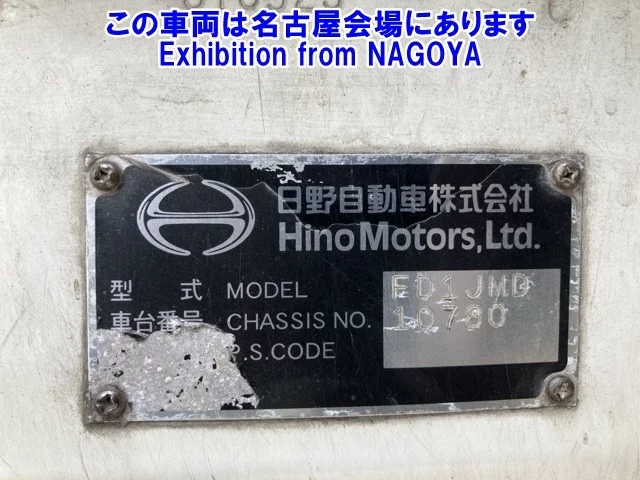 この車両は名古屋会場にあります
Exhibition from NAGOYA
日野自動車株式会社
Hino Motors, Ltd.
型 式 MODEL FD1JMD
車台番号 CHASSIS NO. 10780
P.S.CODE